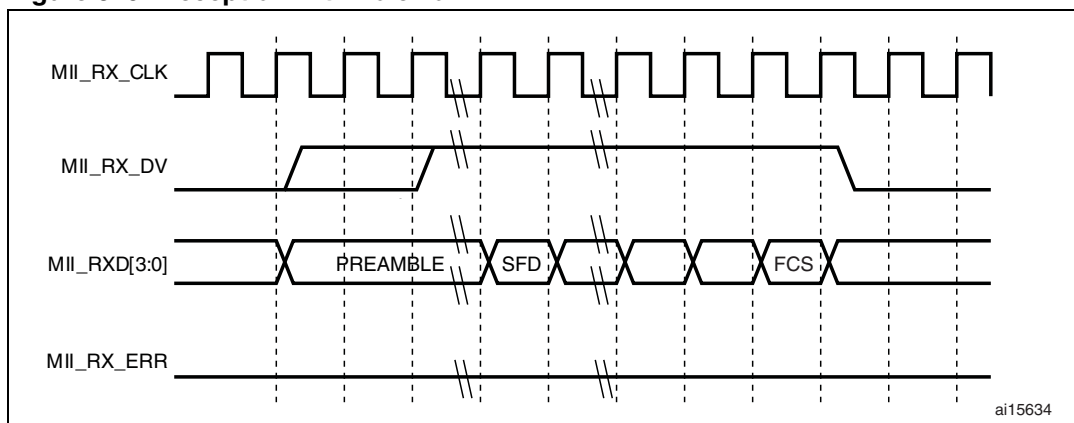 MII_RX_CLK
MII_RX_DV
MII_RXD[3:0]
PREAMBLE
SFD
FCS
MII_RX_ERR
ai15634